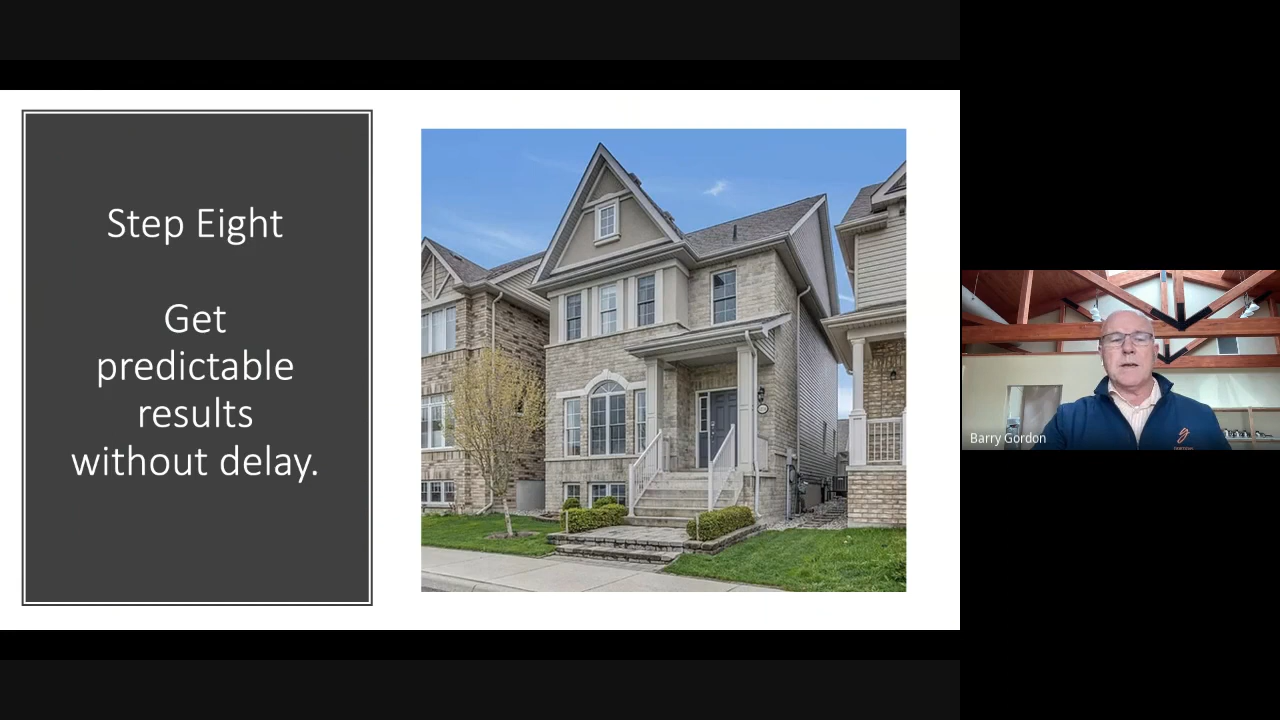 Step Eight
Get
predictable
results
without delay.
Barry Gordon